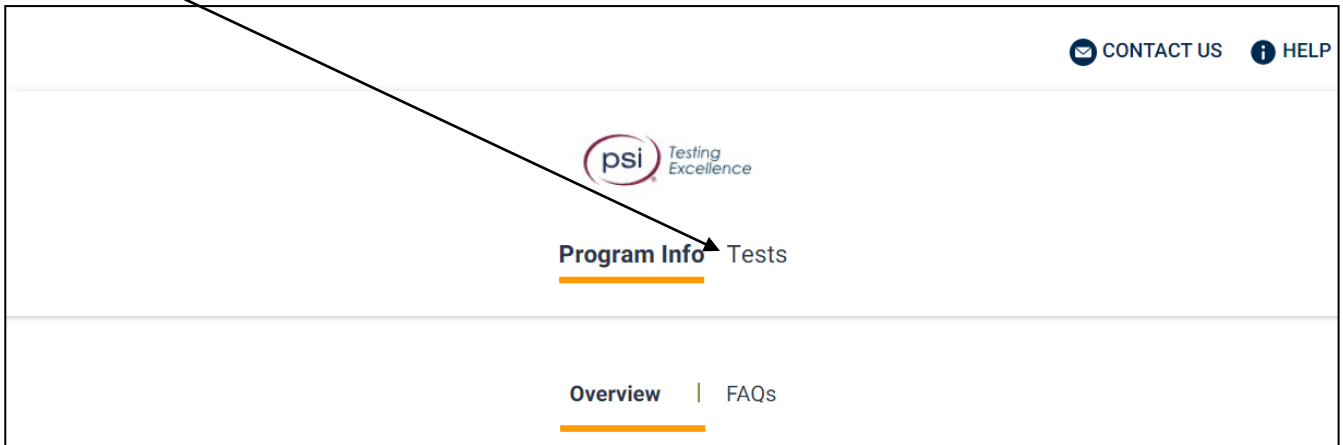 CONTACT US HELP
psi Testing
Excellence
Program Info Tests
Overview | FAQs